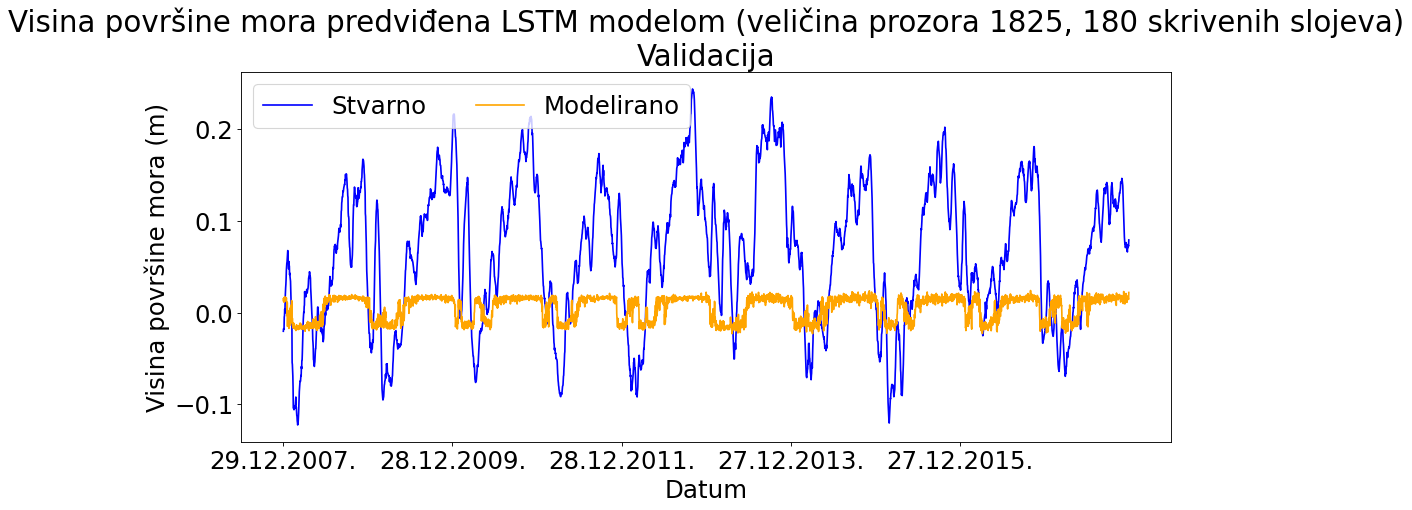 Visina površine mora predviđena LSTM modelom (veličina prozora 1825, 180 skrivenih slojeva)
Validacija
Stvarno
Modelirano
Visina površine mora (m)
0.2
0.1
0.0
−0.1
29.12.2007.
28.12.2009.
28.12.2011.
27.12.2013.
27.12.2015.
Datum